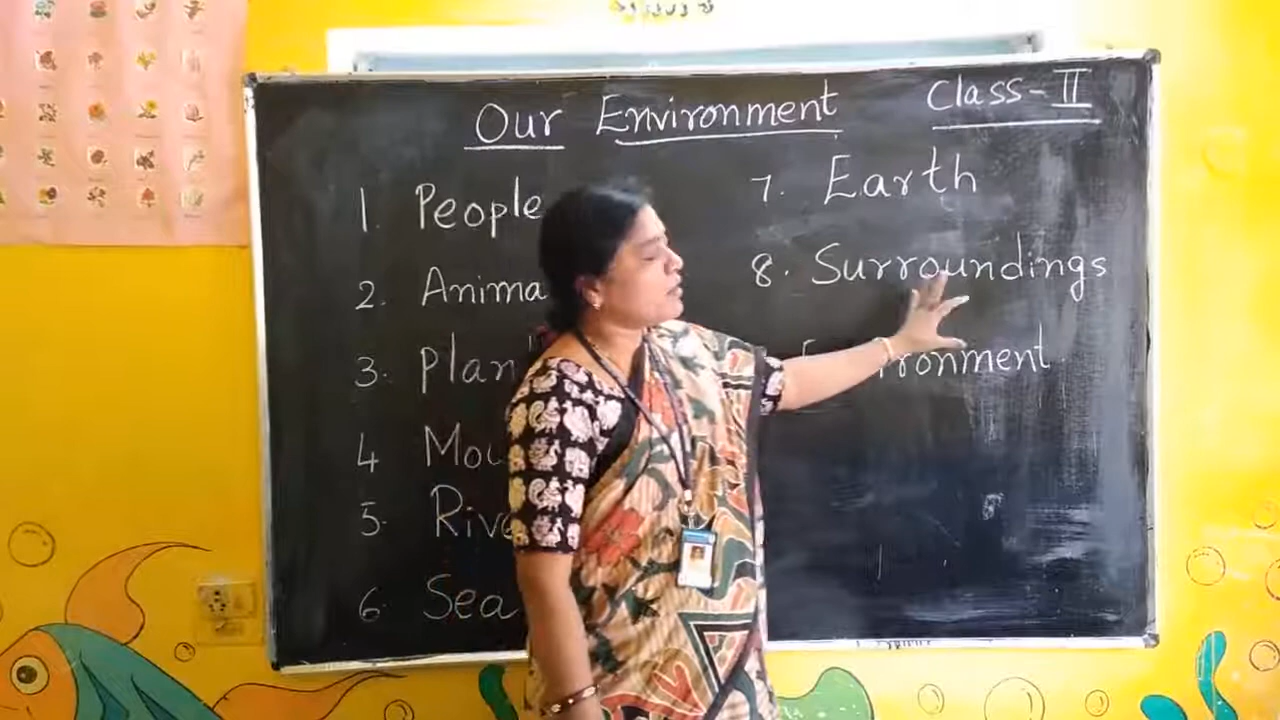 Our Environment Class - II
1. People
2. Anima
3. Plan
4 Mou
5. Rive
6 Sea
7. Earth
8. Surroundings
ironment